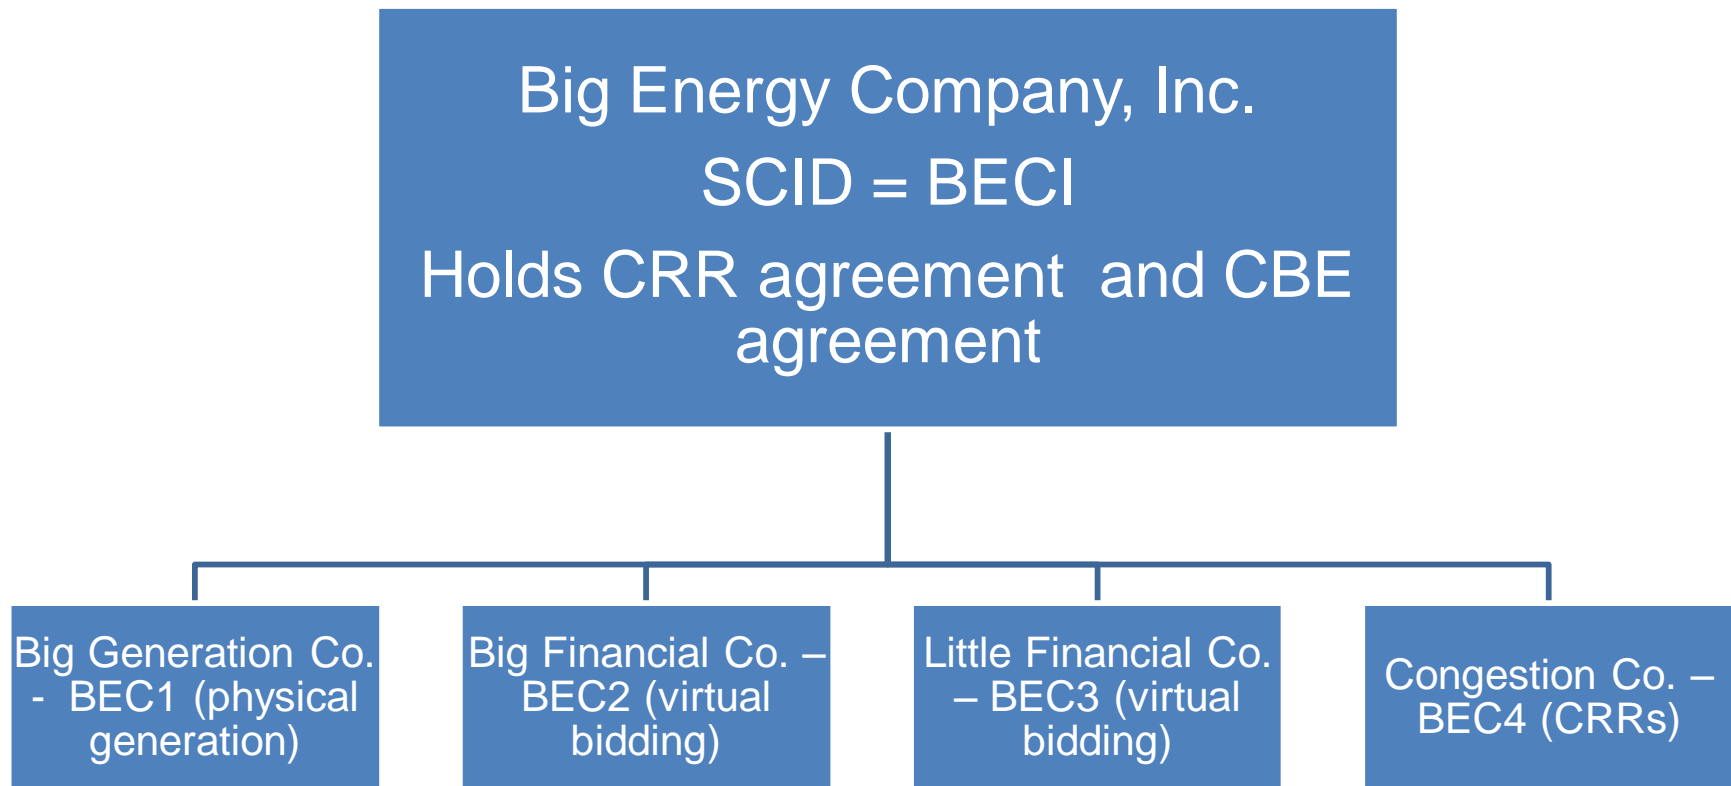 Big Energy Company, Inc.
SCID = BECI
Holds CRR agreement  and CBE
agreement
Big Generation Co.
-  BEC1 (physical
generation)
Big Financial Co. –
BEC2 (virtual
bidding)
Little Financial Co.
– BEC3 (virtual
bidding)
Congestion Co. –
BEC4 (CRRs)